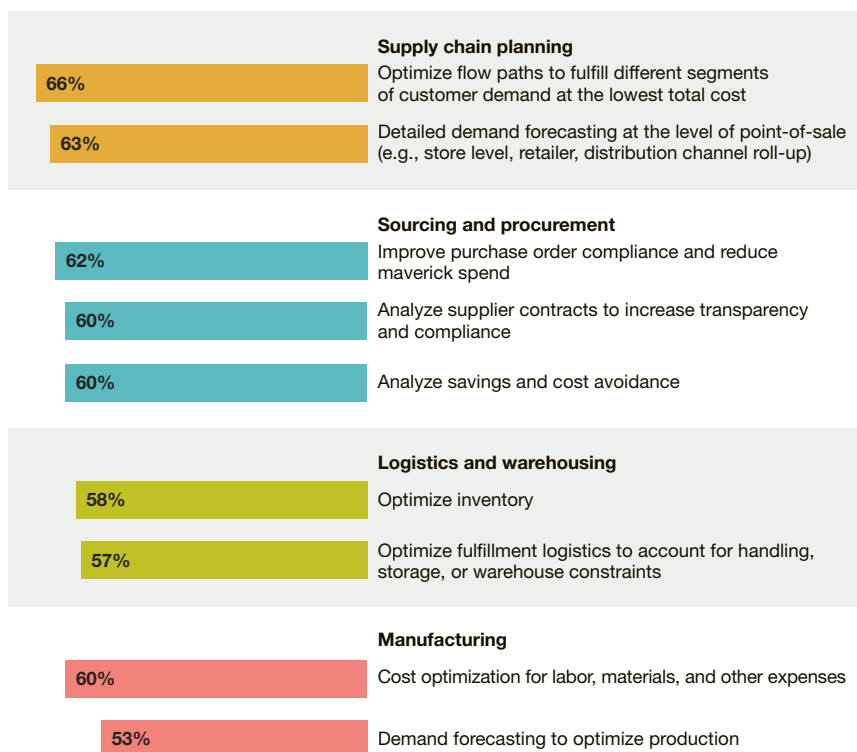 Supply chain planning
66%
Optimize flow paths to fulfill different segments
of customer demand at the lowest total cost
63%
Detailed demand forecasting at the level of point-of-sale
(e.g., store level, retailer, distribution channel roll-up)
Sourcing and procurement
62%
Improve purchase order compliance and reduce
maverick spend
60%
Analyze supplier contracts to increase transparency
and compliance
60%
Analyze savings and cost avoidance
Logistics and warehousing
58%
Optimize inventory
57%
Optimize fulfillment logistics to account for handling,
storage, or warehouse constraints
Manufacturing
60%
Cost optimization for labor, materials, and other expenses
53%
Demand forecasting to optimize production